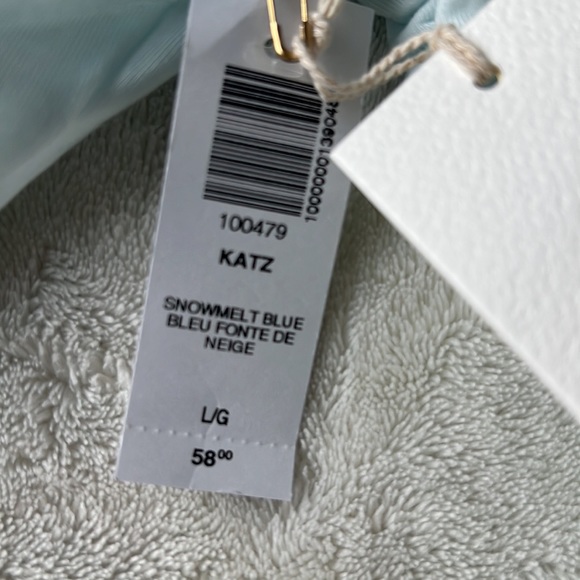 100479
KATZ
SNOWMELT BLUE
BLEU FONTE DE
NEIGE
L/G
58⁰⁰